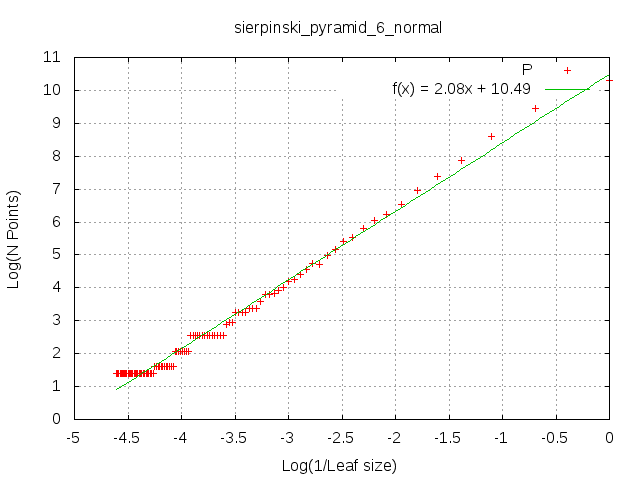 sierpinski_pyramid_6_normal
11
10
9
8
7
6
5
4
3
2
1
0
Log(N Points)
P
f(x) = 2.08x + 10.49
-5 -4.5 -4 -3.5 -3 -2.5 -2 -1.5 -1 -0.5 0
Log(1/Leaf size)